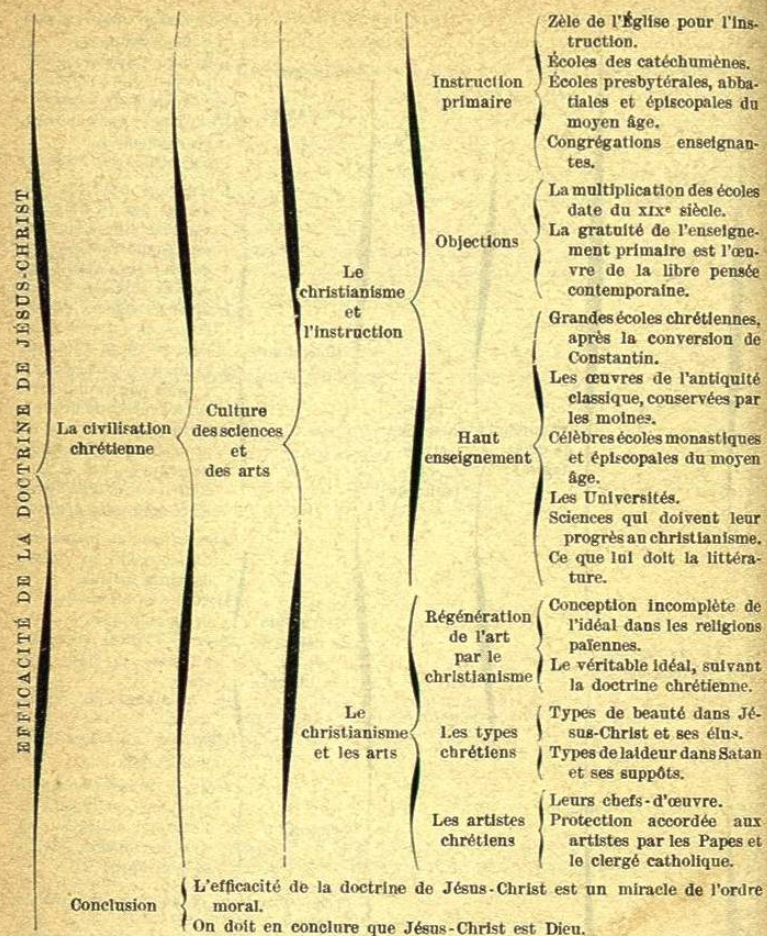 EFFICACITÉ DE LA DOCTRINE DE JÉSUS-CHRIST
La civilisation
chrétienne
Culture
des sciences
et
des arts
Le
christianisme
et
l'instruction
Instruction
primaire
Zèle de l'Église pour l'ins-
truction.
Écoles des catéchumènes.
Écoles presbytérales, abba-
tiales et épiscopales du
moyen âge.
Congrégations enseignan-
tes.
Objections
La multiplication des écoles
date du XIXe siècle.
La gratuité de l'enseigne-
ment primaire est l'œu-
vre de la libre pensée
contemporaine.
Haut
enseignement
Grandes écoles chrétiennes,
après la conversion de
Constantin.
Les œuvres de l'antiquité
classique, conservées par
les moines.
Célèbres écoles monastiques
et épiscopales du moyen
âge.
Les Universités.
Sciences qui doivent leur
progrès au christianisme.
Ce que lui doit la littéra-
ture.
Le
christianisme
et les arts
Régénération
de l'art
par le
christianisme
Conception incomplète de
l'idéal dans les religions
païennes.
Le véritable idéal, suivant
la doctrine chrétienne.
Les types
chrétiens
Types de beauté dans Jé-
sus-Christ et ses élus.
Types de laideur dans Satan
et ses suppôts.
Les artistes
chrétiens
Leurs chefs-d'œuvre.
Protection accordée aux
artistes par les Papes et
le clergé catholique.
Conclusion
L'efficacité de la doctrine de Jésus-Christ est un miracle de l'ordre
moral.
On doit en conclure que Jésus-Christ est Dieu.